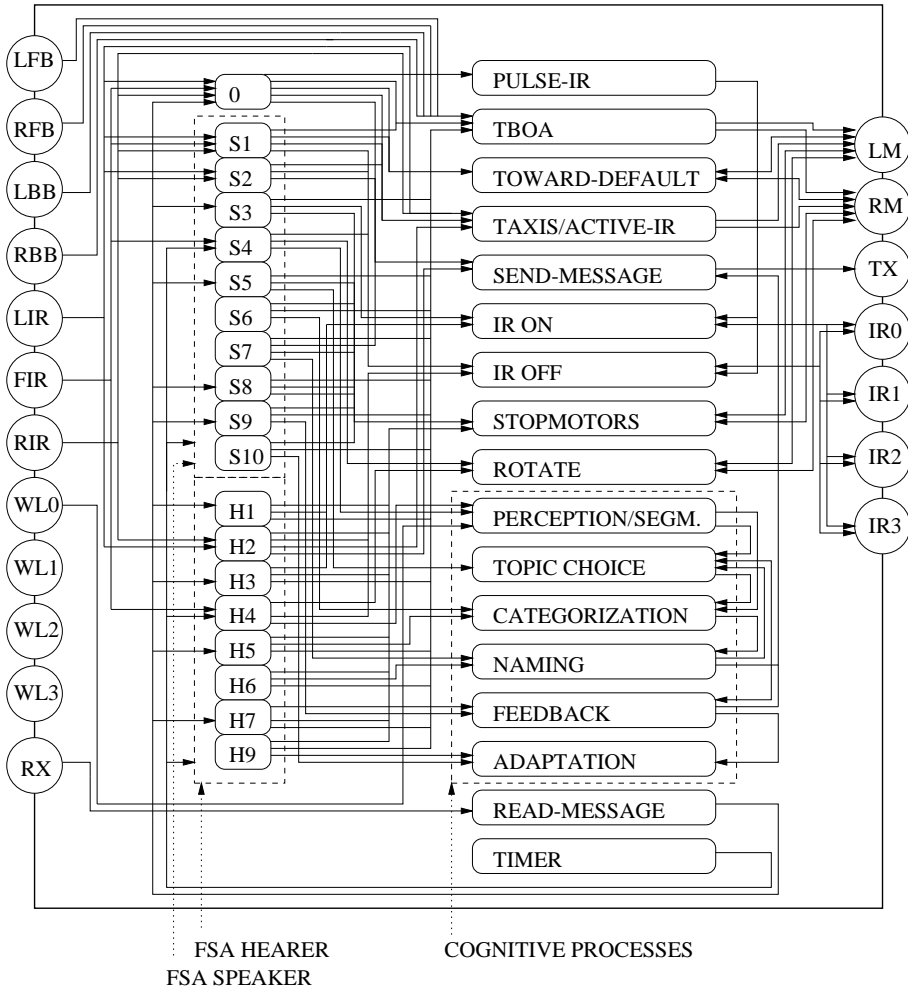 LFB
RFB
LBB
RBB
LIR
FIR
RIR
WL0
WL1
WL2
WL3
RX
0
S1
S2
S3
S4
S5
S6
S7
S8
S9
S10
H1
H2
H3
H4
H5
H6
H7
H9
PULSE-IR
TBOA
TOWARD-DEFAULT
TAXIS/ACTIVE-IR
SEND-MESSAGE
IR ON
IR OFF
STOPMOTORS
ROTATE
PERCEPTION/SEGM.
TOPIC CHOICE
CATEGORIZATION
NAMING
FEEDBACK
ADAPTATION
READ-MESSAGE
TIMER
LM
RM
TX
IR0
IR1
IR2
IR3
FSA HEARER
FSA SPEAKER
COGNITIVE PROCESSES